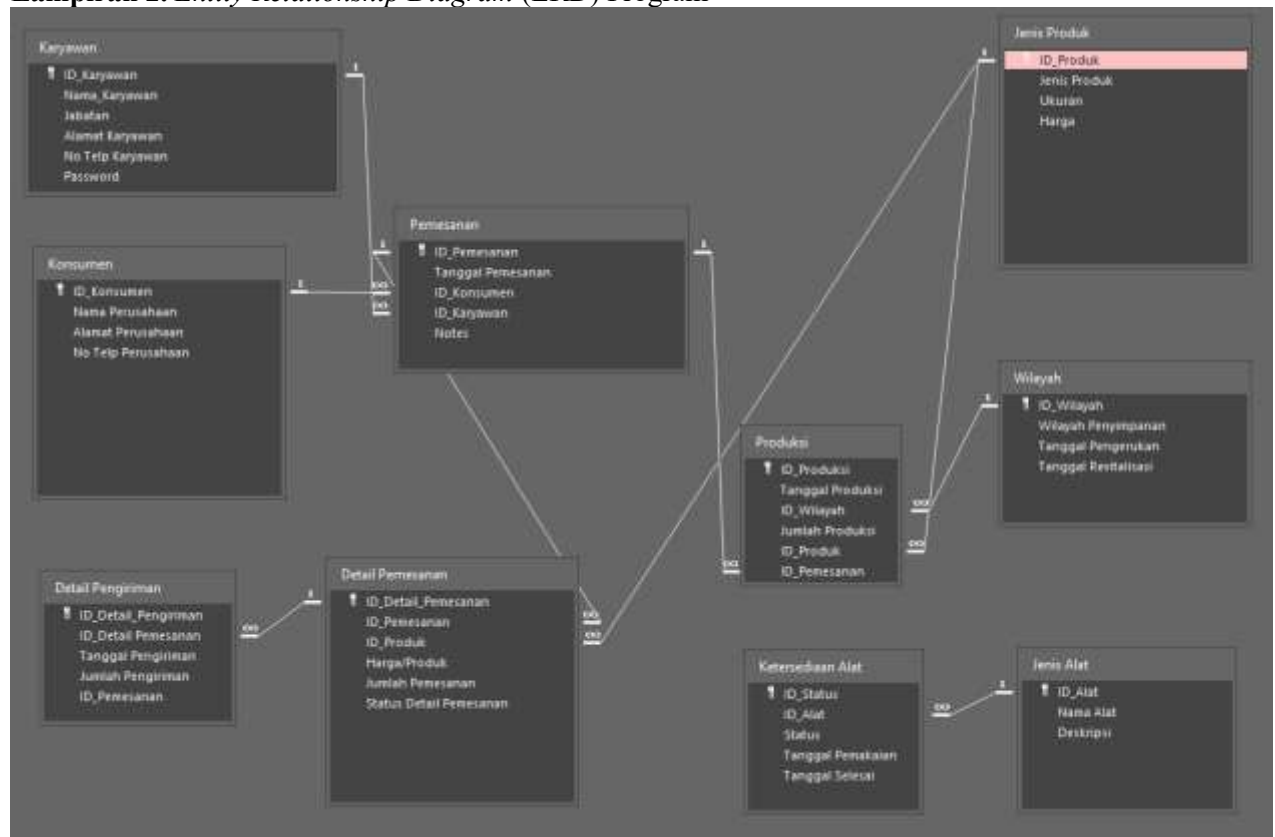 Lampiran 2. Entity Relationship Diagram (ERD) Program
Karyawan
ID_Karyawan
Nama_Karyawan
Jabatan
Alamat Karyawan
No Telp Karyawan
Password
Konsumen
ID_Konsumen
Nama Perusahaan
Alamat Perusahaan
No Telp Perusahaan
Pemesanan
ID_Pemesanan
Tanggal Pemesanan
ID_Konsumen
ID_Karyawan
Notes
Jenis Produk
ID_Produk
Jenis Produk
Ukuran
Harga
Wilayah
ID_Wilayah
Wilayah Penyimpanan
Tanggal Pengerukan
Tanggal Revitalisasi
Produksi
ID_Produksi
Tanggal Produksi
ID_Wilayah
Jumlah Produksi
ID_Produk
ID_Pemesanan
Detail Pengiriman
ID_Detail_Pengiriman
ID_Detail Pemesanan
Tanggal Pengiriman
Jumlah Pengiriman
ID_Pemesanan
Detail Pemesanan
ID_Detail_Pemesanan
ID_Pemesanan
ID_Produk
Harga/Produk
Jumlah Pemesanan
Status Detail Pemesanan
Ketersediaan Alat
ID_Status
ID_Alat
Status
Tanggal Pemakaian
Tanggal Selesai
Jenis Alat
ID_Alat
Nama Alat
Deskripsi